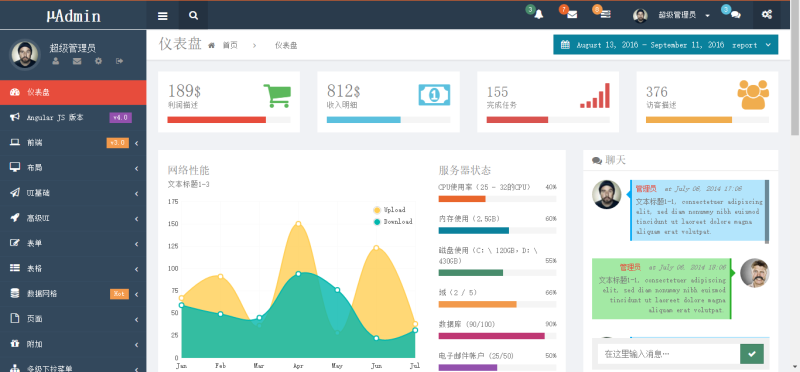 μAdmin
3
7
8
超级管理员
3
超级管理员
仪表盘
首页
仪表盘
August 13, 2016 - September 11, 2016 report
仪表盘
Angular JS 版本
v4.0
前端
v3.0
布局
UI基础
高级UI
表单
表格
数据网格
Hot
页面
附加
多级下拉菜单
189$
利润描述
812$
收入明细
155
完成任务
376
访客描述
网络性能
文本标题1-3
175
150
125
100
75
50
25
0
Upload
Download
Jan
Feb
Mar
Apr
May
Jun
Jul
服务器状态
CPU使用率 (25 - 32的CPU)
40%
内存使用 (2.5GB)
60%
磁盘使用 (C: \ 120GB, D: \
430GB)
55%
域 (2 / 5)
66%
数据库 (90/100)
90%
电子邮件帐户 (25/50)
50%
聊天
管理员 at July 06, 2014 17:06
文本标题1-1, consectetuer adipiscing
elit, sed diam nonummy nibh euismod
tincidunt ut laoreet dolore magna
aliquam erat volutpat.
管理员 at July 06, 2014 18:06
文本标题1-1, consectetuer adipiscing
elit, sed diam nonummy nibh euismod
tincidunt ut laoreet dolore magna
aliquam erat volutpat.
在这里输入消息…